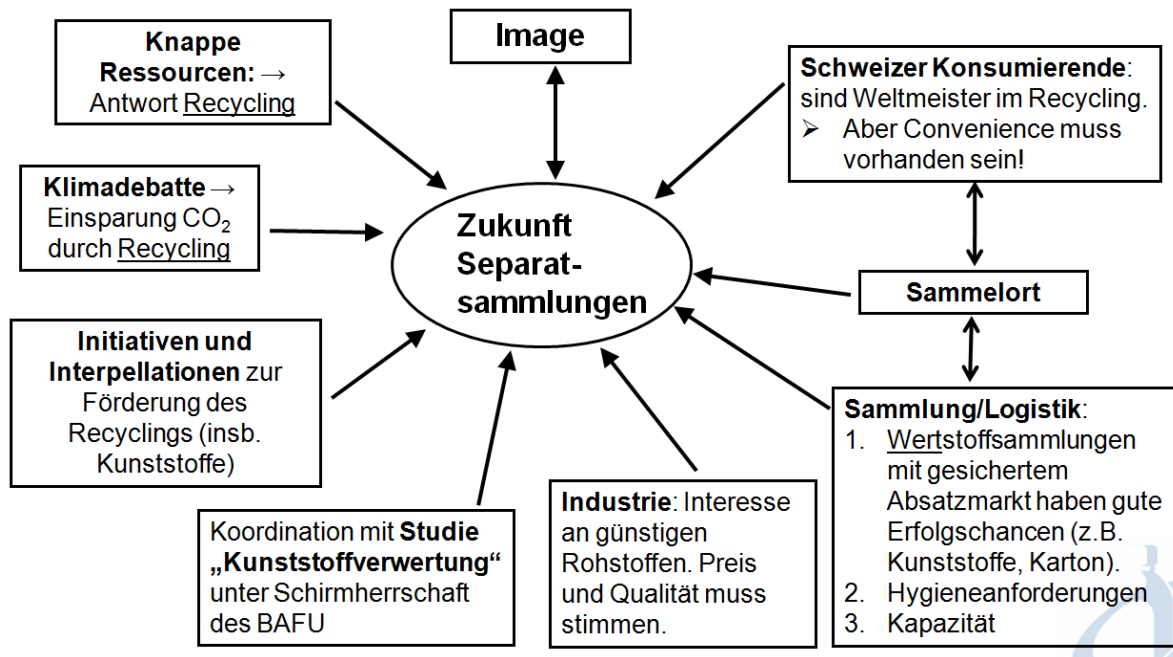 Knappe
Ressourcen: →
Antwort Recycling
Image
Schweizer Konsumierende:
sind Weltmeister im Recycling.
➢ Aber Convenience muss
vorhanden sein!
Klimadebatte →
Einsparung CO₂
durch Recycling
Zukunft
Separat-
sammlungen
Sammelort
Initiativen und
Interpellationen zur
Förderung des
Recyclings (insb.
Kunststoffe)
Koordination mit Studie
„Kunststoffverwertung“
unter Schirmherrschaft
des BAFU
Industrie: Interesse
an günstigen
Rohstoffen. Preis
und Qualität muss
stimmen.
Sammlung/Logistik:
1. Wertstoffsammlungen
mit gesichertem
Absatzmarkt haben gute
Erfolgschancen (z.B.
Kunststoffe, Karton).
2. Hygieneanforderungen
3. Kapazität